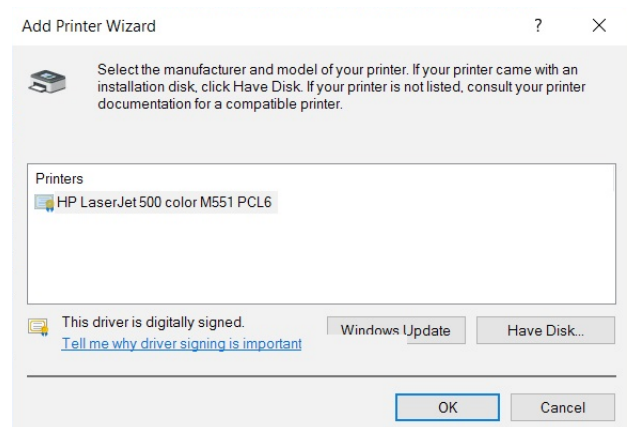 Add Printer Wizard ? X
Select the manufacturer and model of your printer. If your printer came with an
installation disk, click Have Disk. If your printer is not listed, consult your printer
documentation for a compatible printer.
Printers
HP LaserJet 500 color M551 PCL6
This driver is digitally signed.
Windows Update
Have Disk...
Tell me why driver signing is important
OK
Cancel